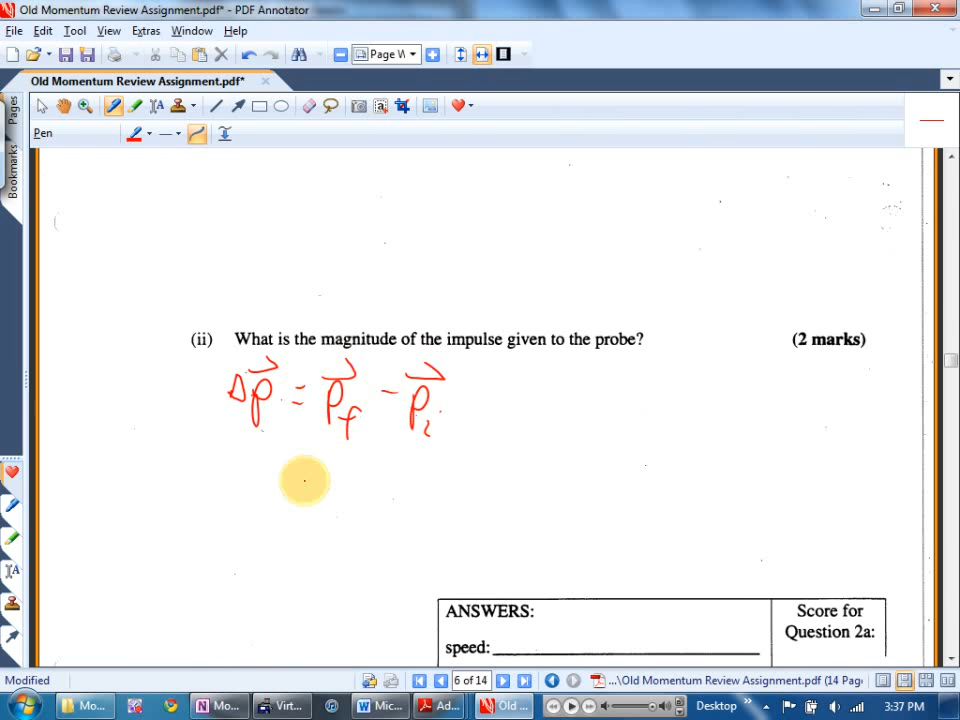 Old Momentum Review Assignment.pdf* - PDF Annotator
File Edit Tool View Extras Window Help
Page W
Old Momentum Review Assignment.pdf*
Pen
Pages
Bookmarks
(ii) What is the magnitude of the impulse given to the probe? (2 marks)
Δp⃗ = p⃗f - p⃗i
ANSWERS:
speed:
Score for
Question 2a:
Modified 6 of 14 ...\Old Momentum Review Assignment.pdf (14 Page
Mo... Mo... Virt... Mic... Ad... Old ... Desktop 3:37 PM